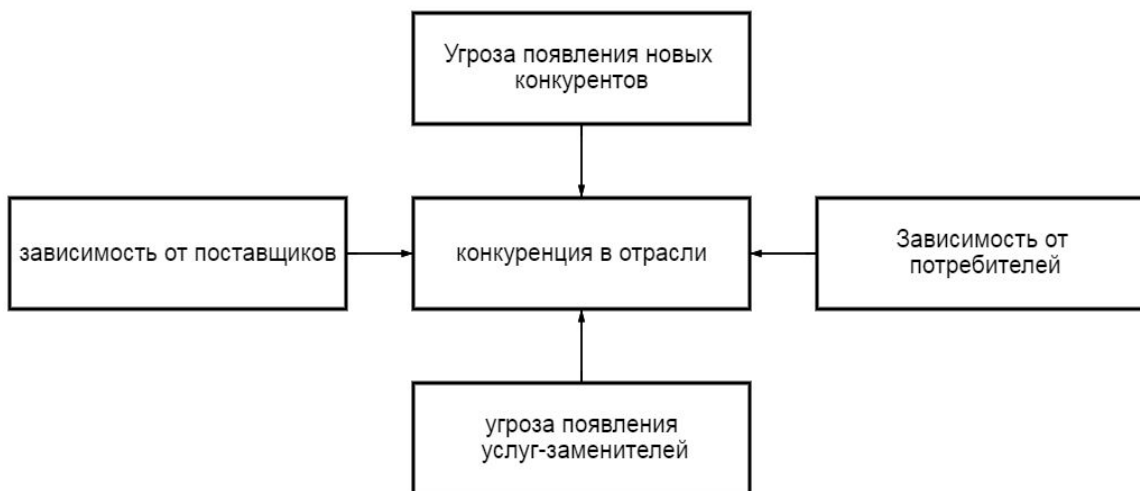 Угроза появления новых
конкурентов
зависимость от поставщиков
конкуренция в отрасли
Зависимость от
потребителей
угроза появления
услуг-заменителей